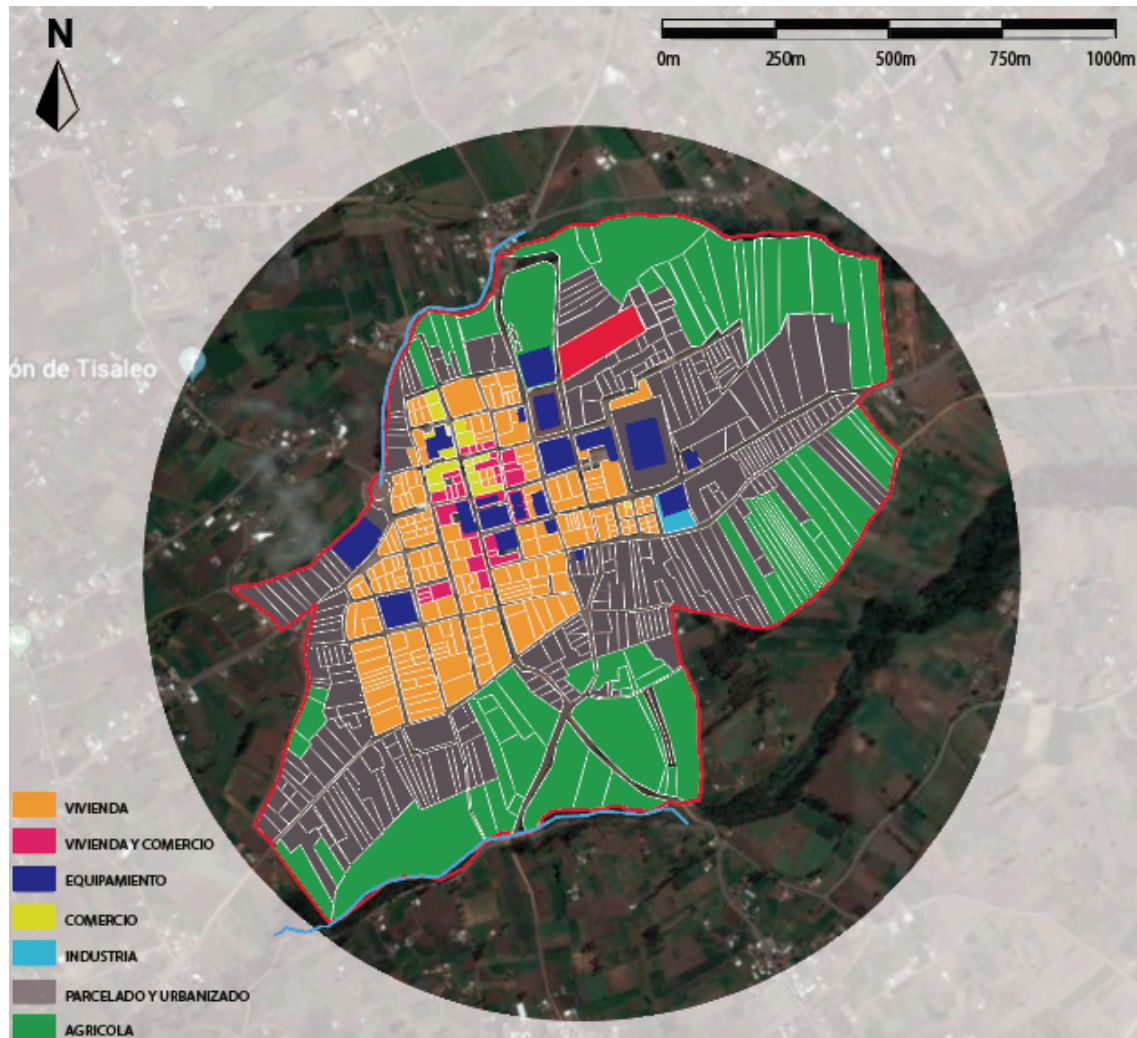 N
0m 250m 500m 750m 1000m
ón de Tisaleo
VIVIENDA
VIVIENDA Y COMERCIO
EQUIPAMIENTO
COMERCIO
INDUSTRIA
PARCELADO Y URBANIZADO
AGRICOLA